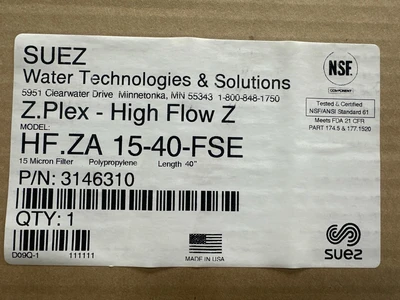 SUEZ
Water Technologies & Solutions
5951 Clearwater Drive Minnetonka, MN 55343 1-800-848-1750
Z.Plex - High Flow Z
MODEL:
HF.ZA 15-40-FSE
15 Micron Filter Polypropylene Length 40"
P/N: 3146310
QTY: 1
D09Q-1 111111
MADE IN USA
NSF.
COMPONENT
Tested & Certified
NSF/ANSI Standard 61
Meets FDA 21 CFR
PART 174.5 & 177.1520
suez